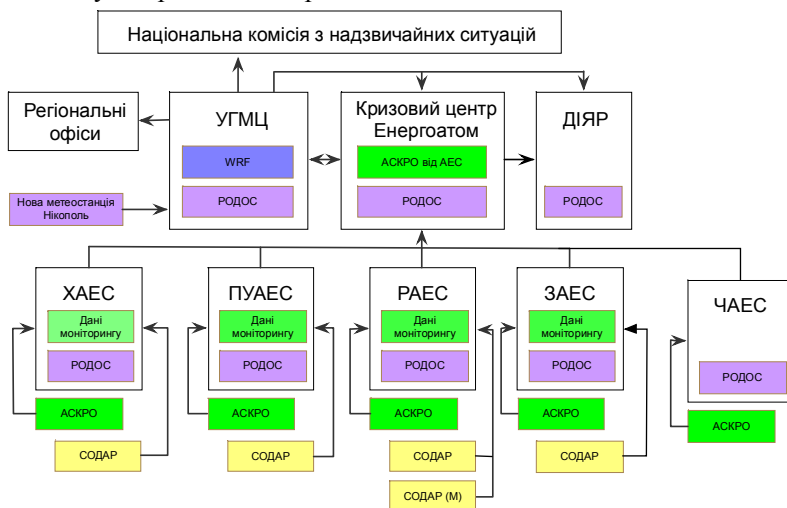 Національна комісія з надзвичайних ситуацій
Регіональні
офіси
УГМЦ
WRF
РОДОС
Кризовий центр
Енергоатом
АСКРО від АЕС
РОДОС
ДІЯР
РОДОС
Нова метеостанція
Нікополь
ХАЕС
Дані
моніторингу
РОДОС
АСКРО
СОДАР
ПУАЕС
Дані
моніторингу
РОДОС
АСКРО
СОДАР
РАЕС
Дані
моніторингу
РОДОС
АСКРО
СОДАР
СОДАР (М)
ЗАЕС
Дані
моніторингу
РОДОС
АСКРО
СОДАР
ЧАЕС
РОДОС
АСКРО